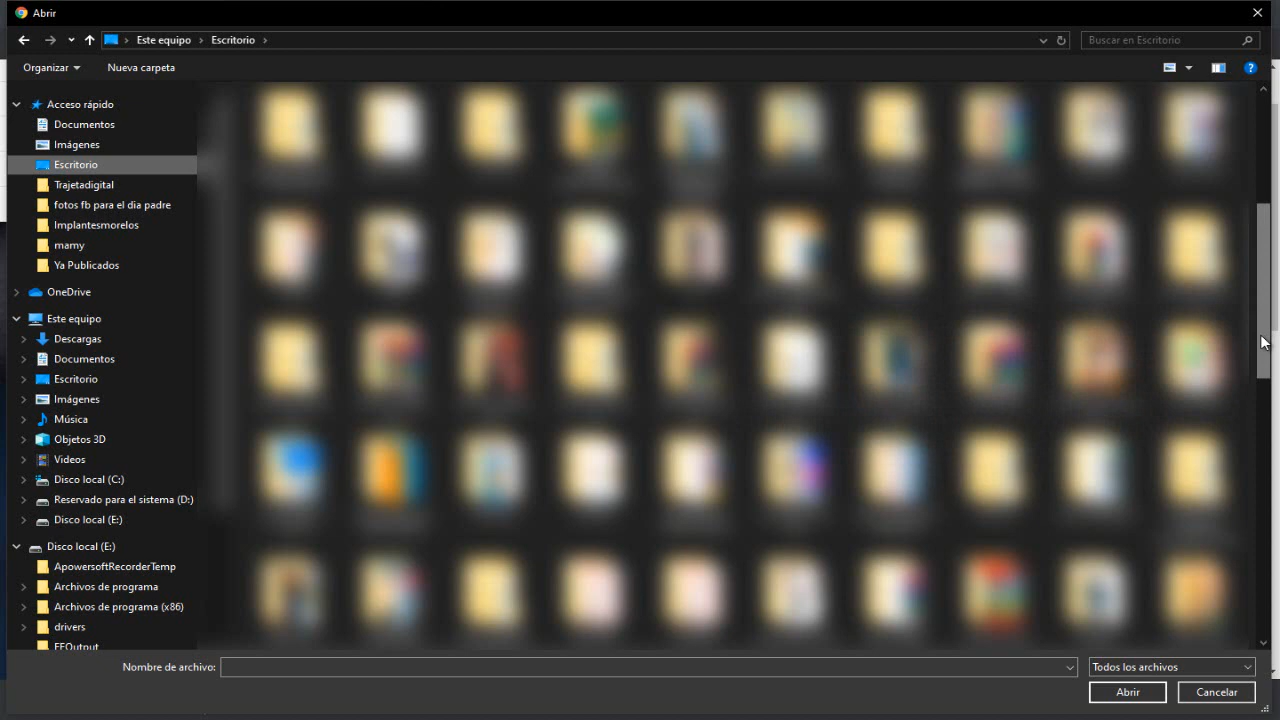 Abrir
Este equipo
Escritorio
Buscar en Escritorio
Organizar
Nueva carpeta
Acceso rápido
Documentos
Imágenes
Escritorio
Trajetadigital
fotos fb para el dia padre
Implantesmorelos
mamy
Ya Publicados
OneDrive
Este equipo
Descargas
Documentos
Escritorio
Imágenes
Música
Objetos 3D
Videos
Disco local (C:)
Reservado para el sistema (D:)
Disco local (E:)
Disco local (E:)
ApowersoftRecorderTemp
Archivos de programa
Archivos de programa (x86)
drivers
FFOutput
Nombre de archivo:
Todos los archivos
Abrir
Cancelar